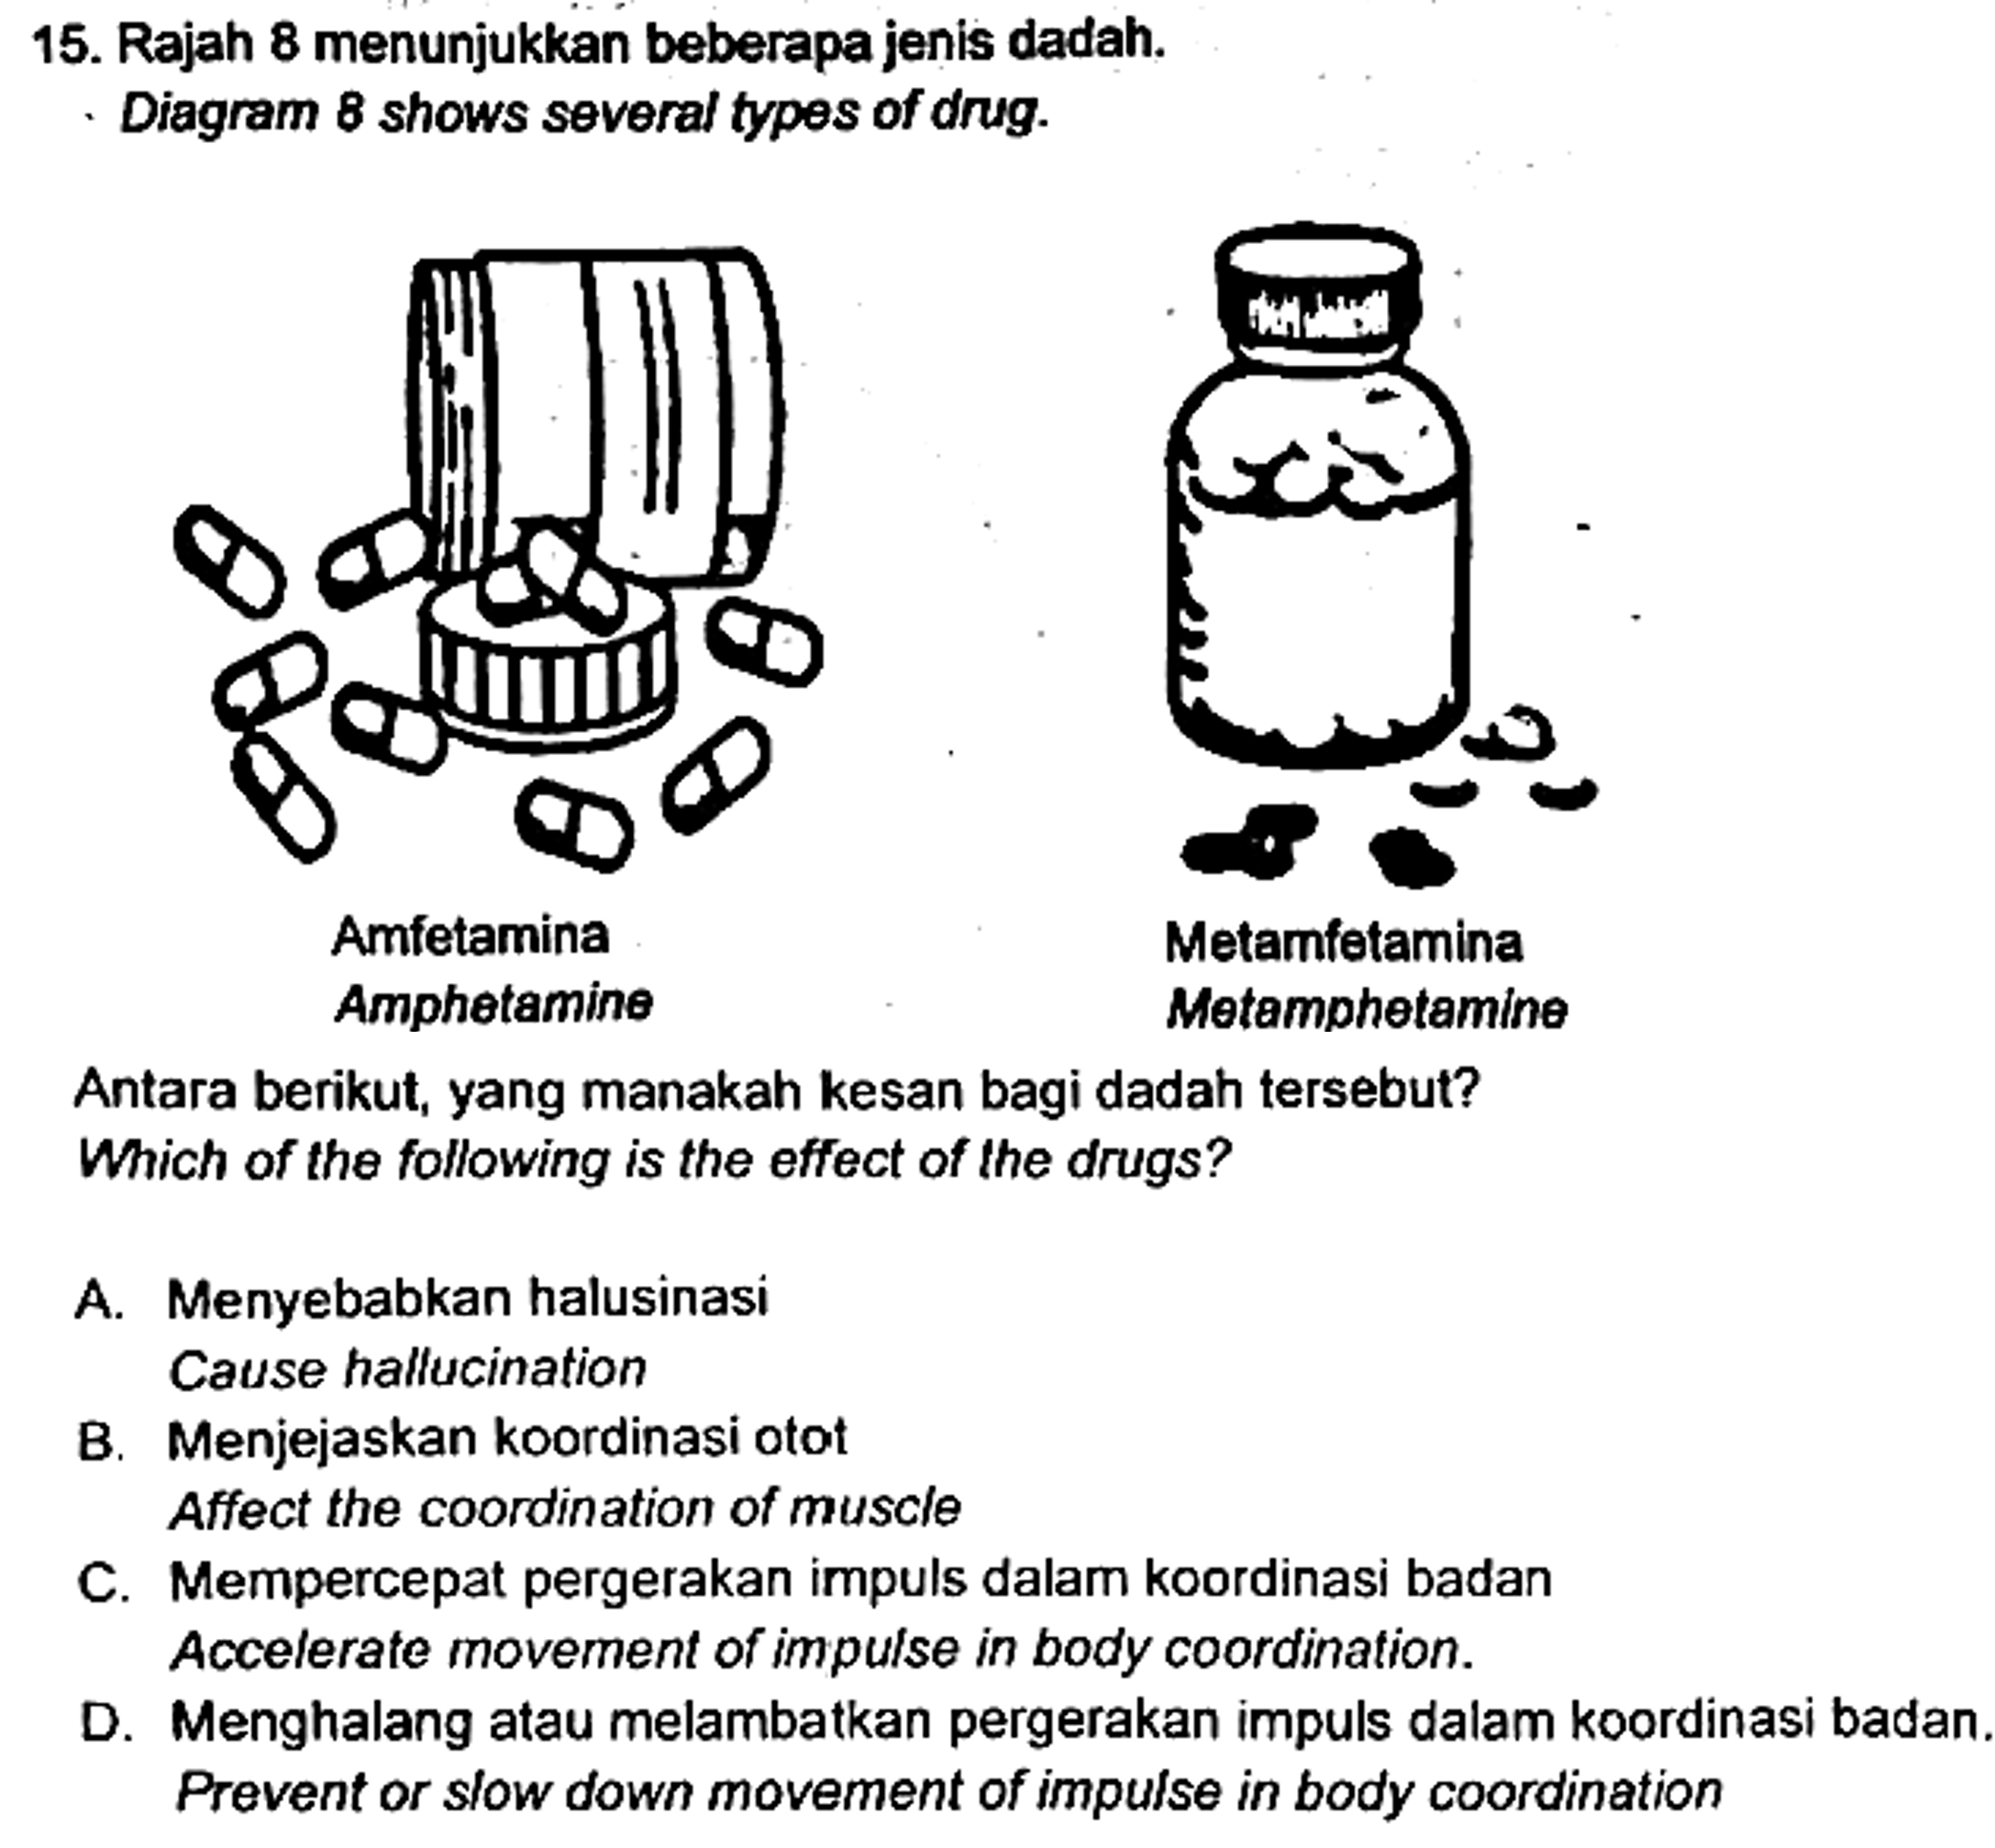 15. Rajah 8 menunjukkan beberapa jenis dadah.
Diagram 8 shows several types of drug.
Amfetamina
Amphetamine
Metamfetamina
Metamphetamine
Antara berikut, yang manakah kesan bagi dadah tersebut?
Which of the following is the effect of the drugs?
A. Menyebabkan halusinasi
Cause hallucination
B. Menjejaskan koordinasi otot
Affect the coordination of muscle
C. Mempercepat pergerakan impuls dalam koordinasi badan
Accelerate movement of impulse in body coordination.
D. Menghalang atau melambatkan pergerakan impuls dalam koordinasi badan.
Prevent or slow down movement of impulse in body coordination